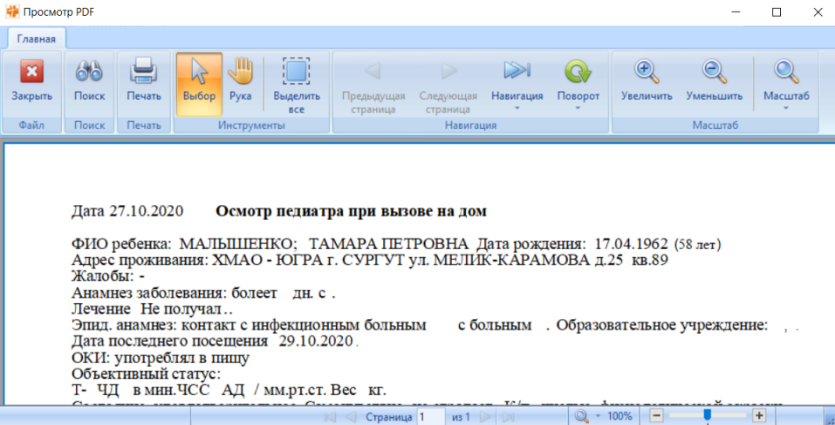 Просмотр PDF
Главная
Закрыть Поиск Печать Выбор Рука Выделить все Предыдущая страница Следующая страница Навигация Поворот Увеличить Уменьшить Масштаб
Файл Поиск Печать Инструменты Навигация Масштаб
Дата 27.10.2020 Осмотр педиатра при вызове на дом
ФИО ребенка: МАЛЫШЕНКО; ТАМАРА ПЕТРОВНА Дата рождения: 17.04.1962 (58 лет)
Адрес проживания: ХМАО - ЮГРА г. СУРГУТ ул. МЕЛИК-КАРАМОВА д.25 кв.89
Жалобы: -
Анамнез заболевания: болеет дн. с .
Лечение Не получал..
Эпид. анамнез: контакт с инфекционным больным с больным . Образовательное учреждение: , .
Дата последнего посещения 29.10.2020 .
ОКИ: употреблял в пищу
Объективный статус:
Т- ЧД в мин.ЧСС АД / мм.рт.ст. Вес кг.
Страница 1 из 1 100%